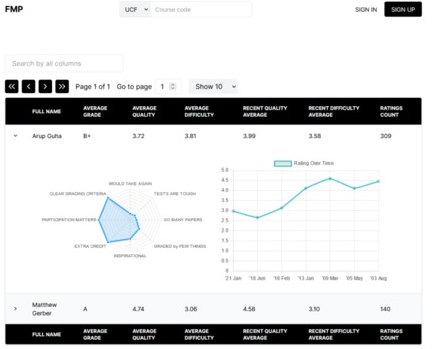 FMP UCF Course code SIGN IN SIGN UP
Search by all columns
Page 1 of 1 Go to page 1 Show 10
FULL NAME AVERAGE GRADE AVERAGE QUALITY AVERAGE DIFFICULTY RECENT QUALITY AVERAGE RECENT DIFFICULTY AVERAGE RATINGS COUNT
Arup Guha B+ 3.72 3.81 3.99 3.58 309
Rating Over Time
WOULD TAKE AGAIN
CLEAR GRADING CRITERIA TESTS ARE TOUGH
PARTICIPATION MATTERS SO MANY PAPERS
EXTRA CREDIT GRADED by FEW THINGS
INSPIRATIONAL
5.0
4.5
4.0
3.5
3.0
2.5
2.0
1.5
1.0
0.5
0
'21 Jan '18 Jun '16 Feb '13 Jan '09 Mar '05 May '03 Aug
Matthew Gerber A 4.74 3.06 4.58 3.10 140
FULL NAME AVERAGE GRADE AVERAGE QUALITY AVERAGE DIFFICULTY RECENT QUALITY AVERAGE RECENT DIFFICULTY AVERAGE RATINGS COUNT